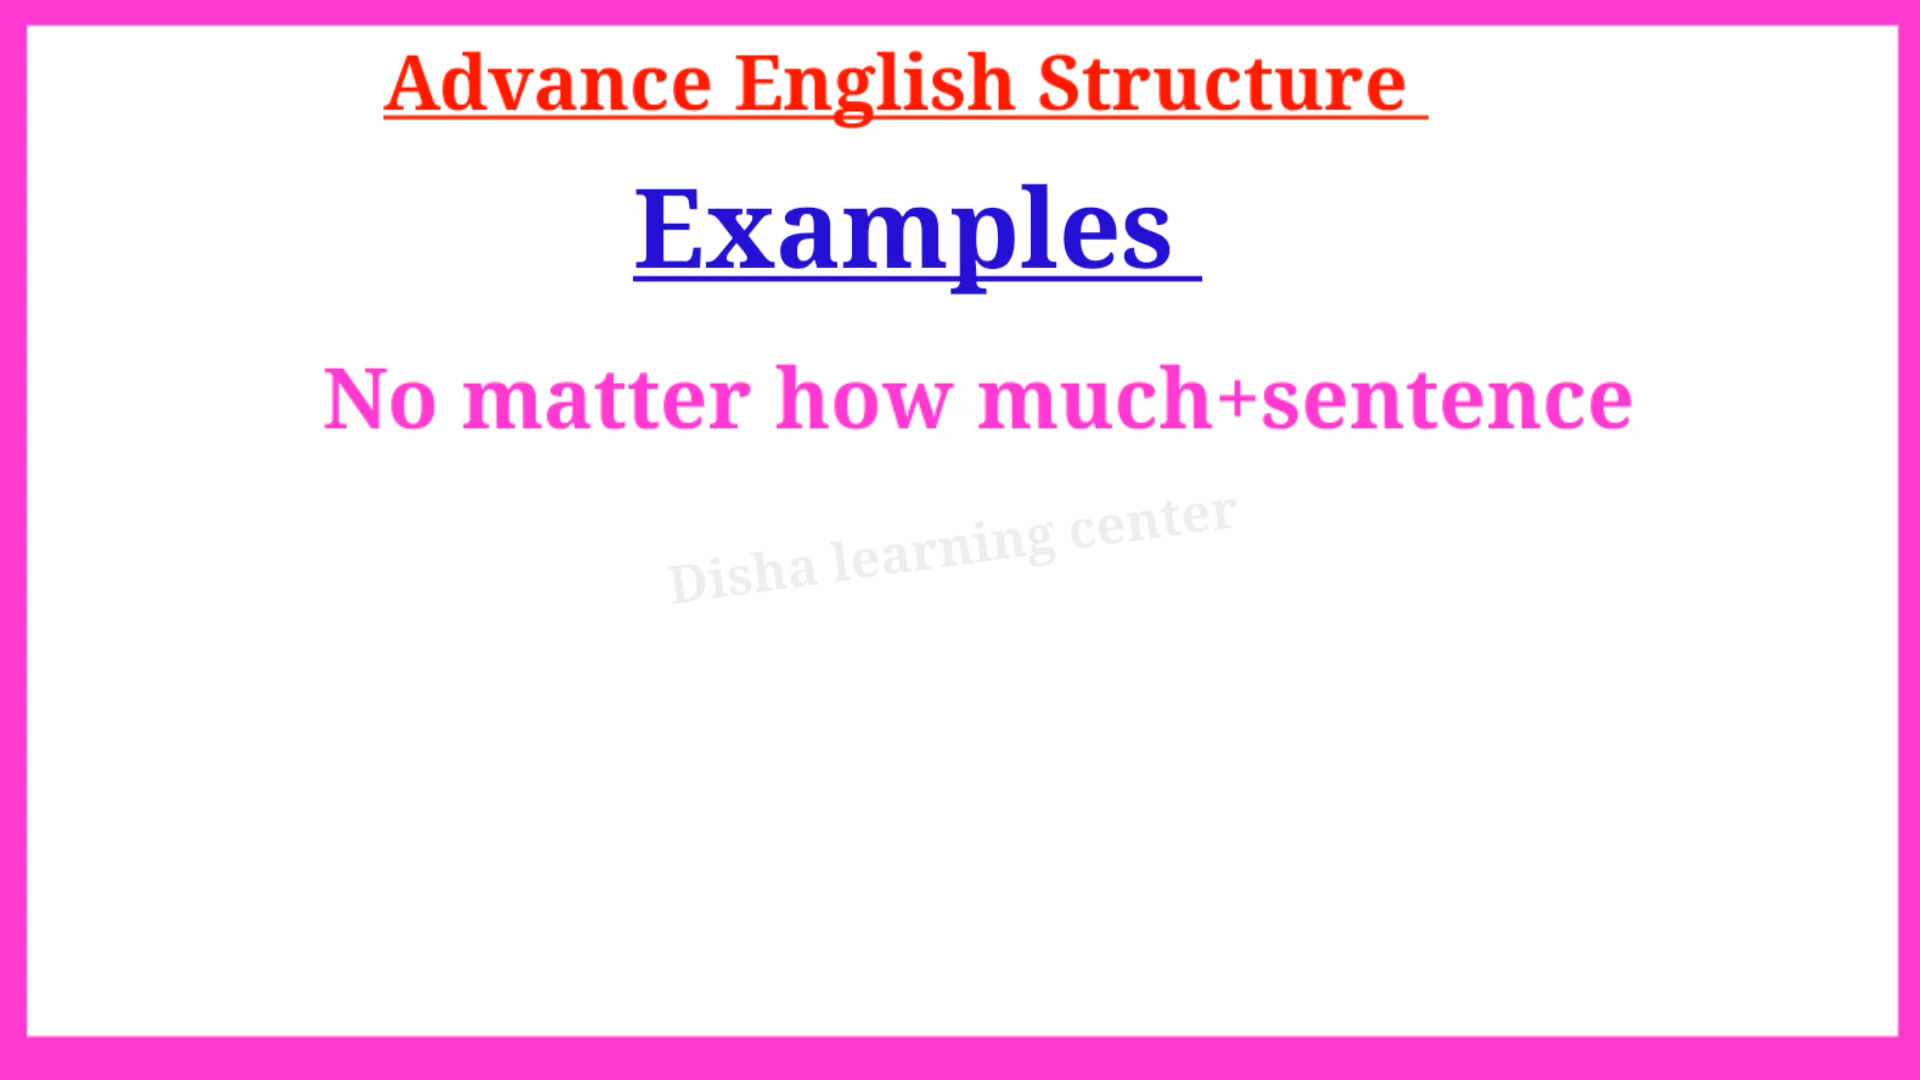 Advance English Structure
Examples
No matter how much+sentence
Disha learning center